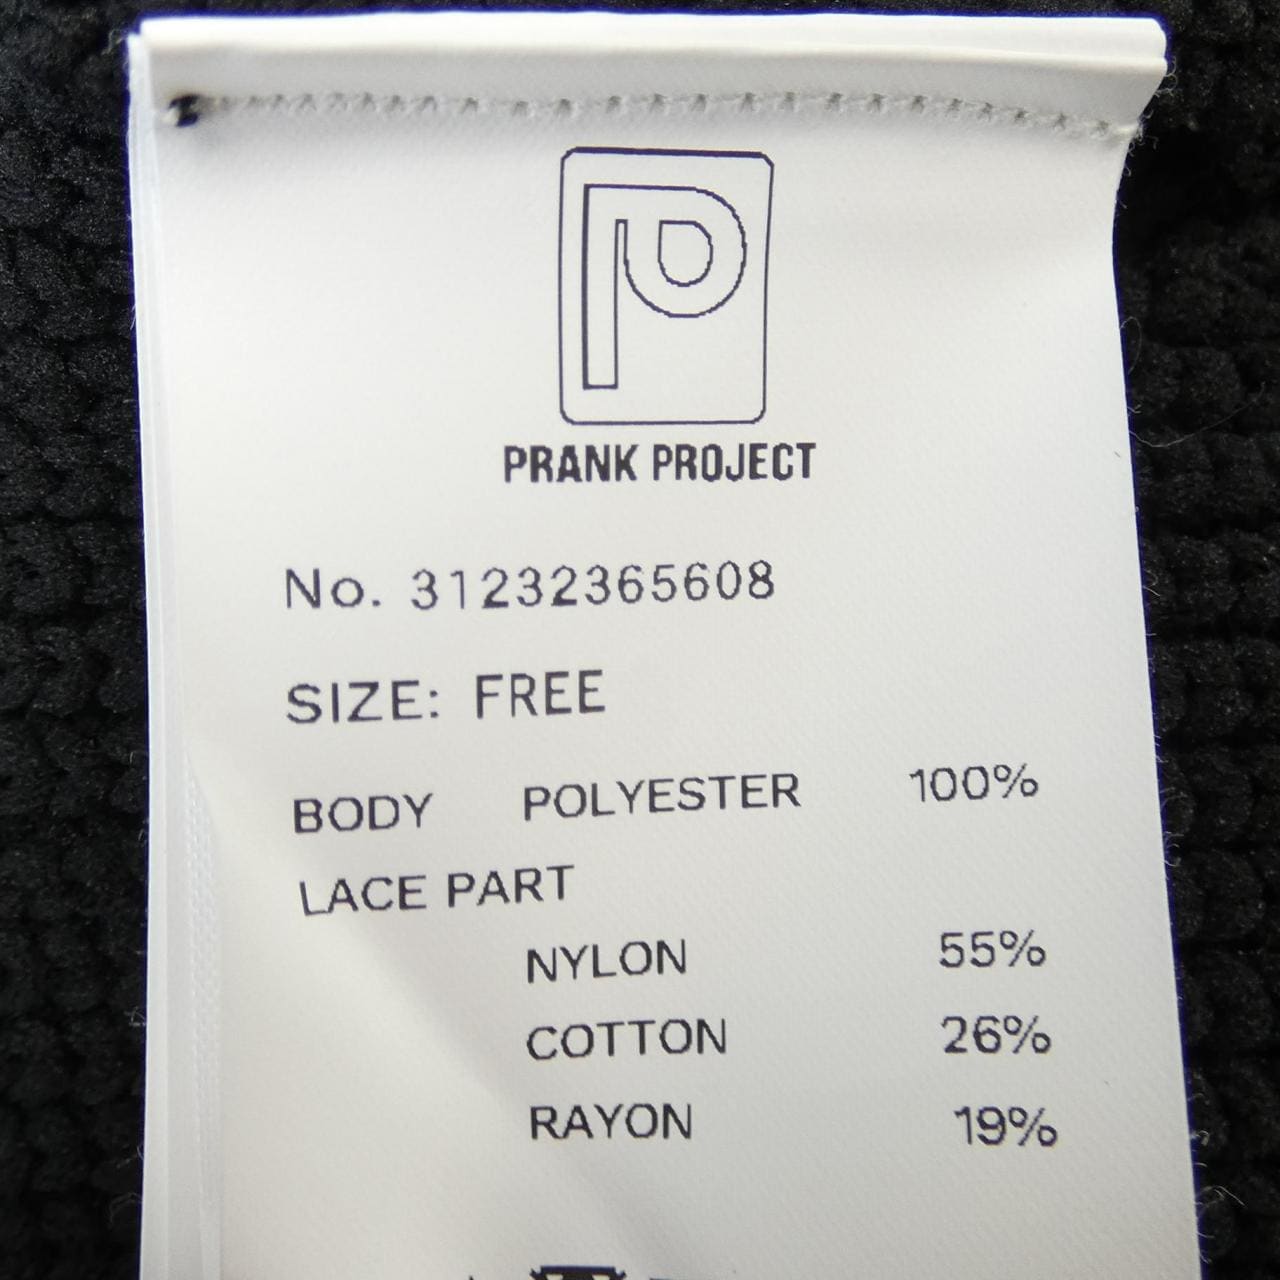 PRANK PROJECT
No. 31232365608
SIZE: FREE
BODY POLYESTER 100%
LACE PART
NYLON 55%
COTTON 26%
RAYON 19%